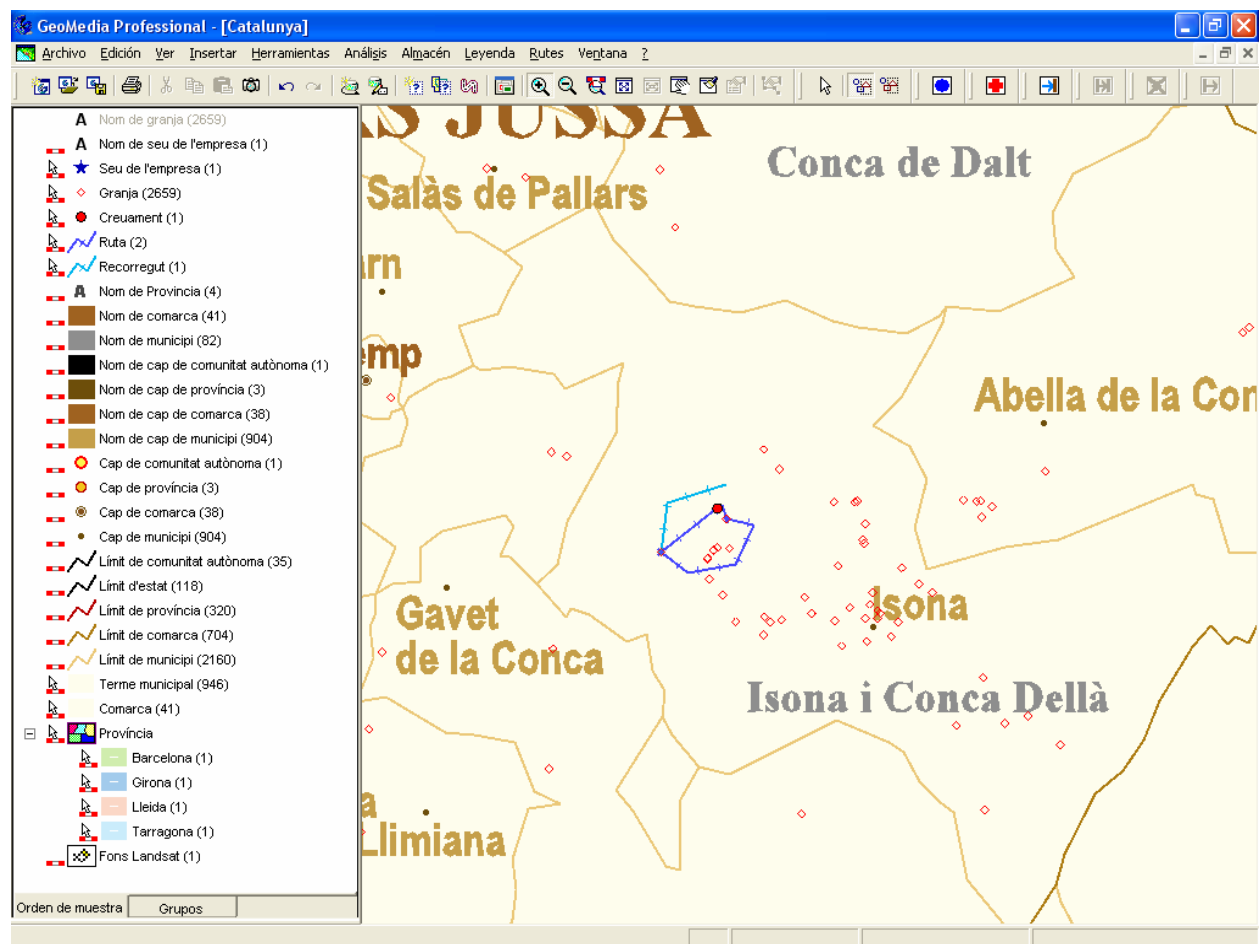 GeoMedia Professional - [Catalunya]
Archivo Edición Ver Insertar Herramientas Análisis Almacén Leyenda Rutes Ventana ?
A Nom de granja (2659)
A Nom de seu de l'empresa (1)
Seu de l'empresa (1)
Granja (2659)
Creuament (1)
Ruta (2)
Recorregut (1)
A Nom de Provincia (4)
Nom de comarca (41)
Nom de municipi (82)
Nom de cap de comunitat autònoma (1)
Nom de cap de província (3)
Nom de cap de comarca (38)
Nom de cap de municipi (904)
Cap de comunitat autònoma (1)
Cap de província (3)
Cap de comarca (38)
Cap de municipi (904)
Límit de comunitat autònoma (35)
Límit d'estat (118)
Límit de província (320)
Límit de comarca (704)
Límit de municipi (2160)
Terme municipal (946)
Comarca (41)
Província
Barcelona (1)
Girona (1)
Lleida (1)
Tarragona (1)
Fons Landsat (1)
Orden de muestra
Grupos
AS JUSSÀ
Conca de Dalt
Salàs de Pallars
arn
emp
Abella de la Con
Gavet
de la Conca
Isona
Isona i Conca Dellà
a
Llimiana